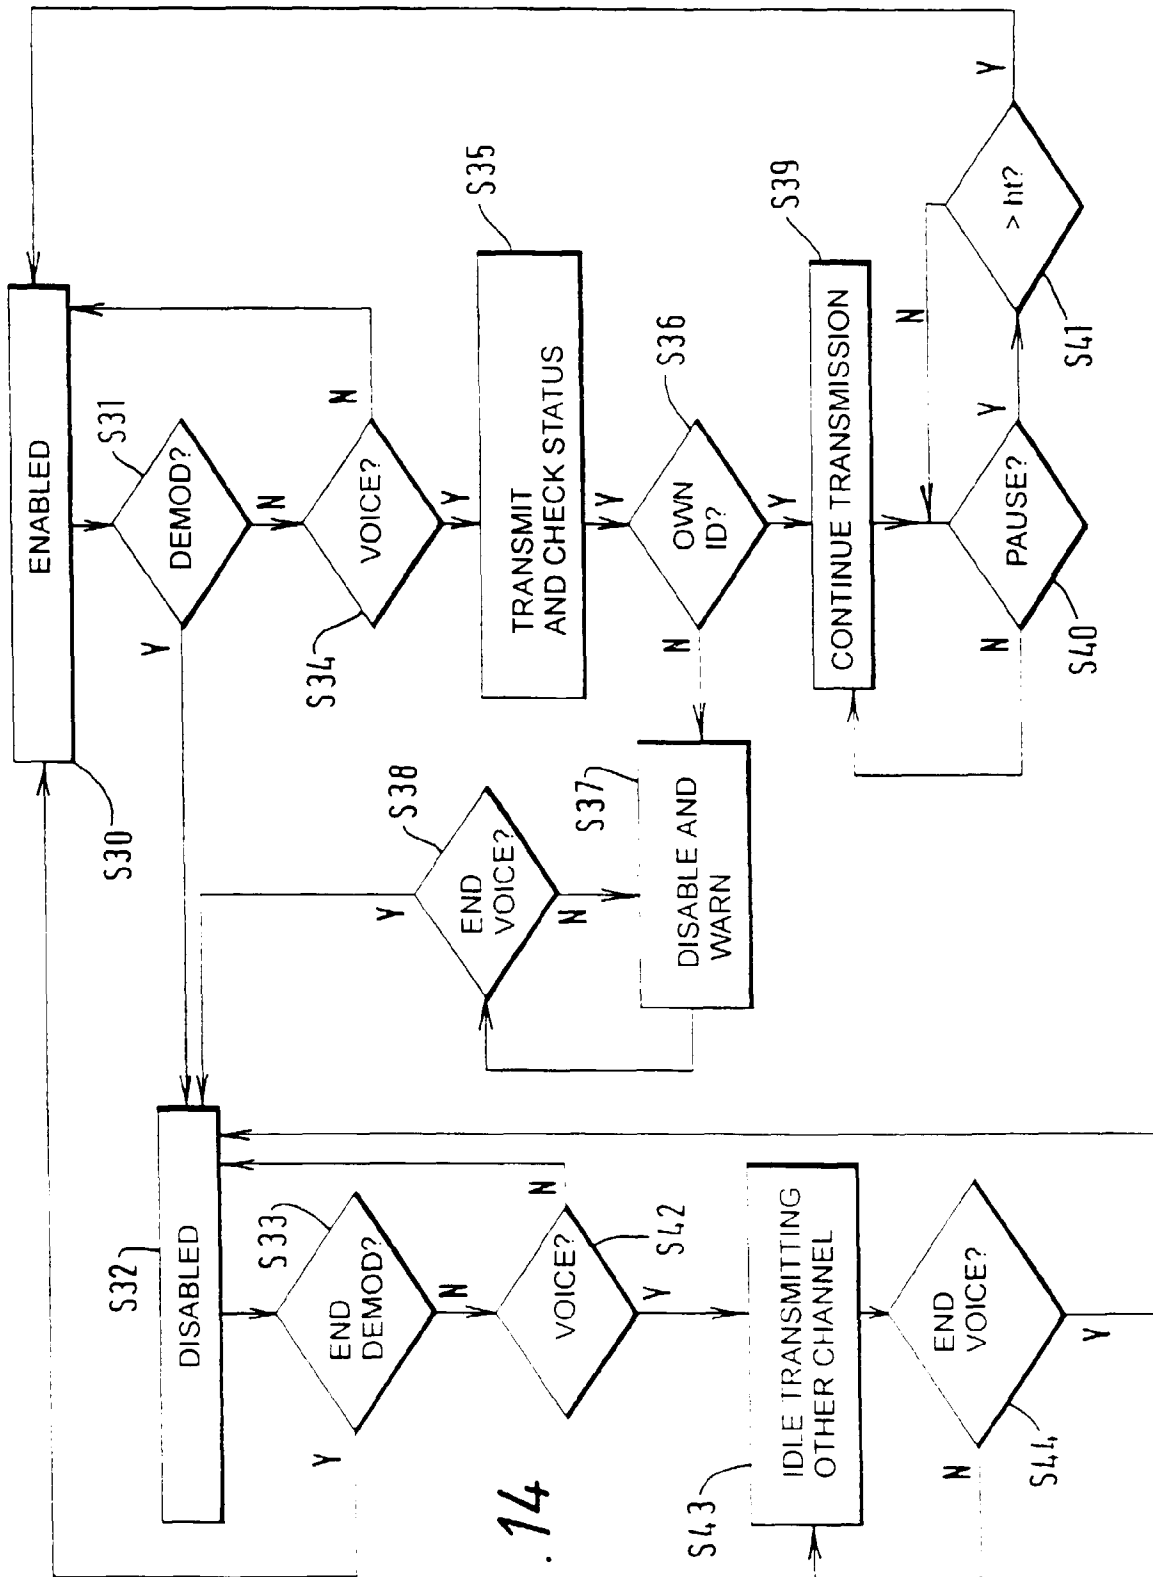 ENABLED
S30
DEMOD?
S31
Y
N
VOICE?
S34
N
Y
TRANSMIT
AND CHECK STATUS
S35
Y
OWN
ID?
S36
N
Y
CONTINUE TRANSMISSION
S39
PAUSE?
S40
N
Y
> ht?
S41
N
Y
DISABLE AND
WARN
S37
END
VOICE?
S38
N
Y
DISABLED
S32
END
DEMOD?
S33
Y
N
VOICE?
S42
N
Y
IDLE TRANSMITTING
OTHER CHANNEL
S43
END
VOICE?
S44
N
Y
.14